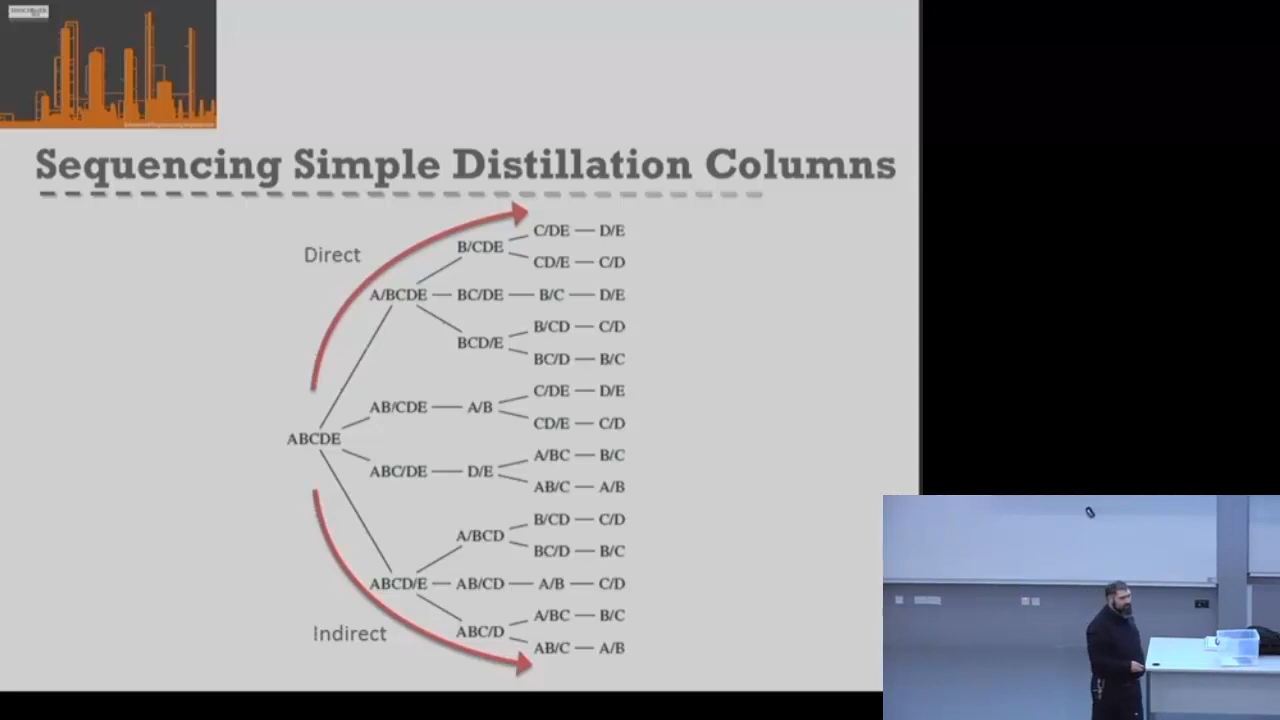 Sequencing Simple Distillation Columns
Direct
Indirect
ABCDE
A/BCDE
B/CDE
C/DE D/E
CD/E C/D
BC/DE B/C D/E
BCD/E
B/CD C/D
BC/D B/C
AB/CDE A/B
C/DE D/E
CD/E C/D
ABC/DE D/E
A/BC B/C
AB/C A/B
ABCD/E
A/BCD
B/CD C/D
BC/D B/C
AB/CD A/B C/D
ABC/D
A/BC B/C
AB/C A/B